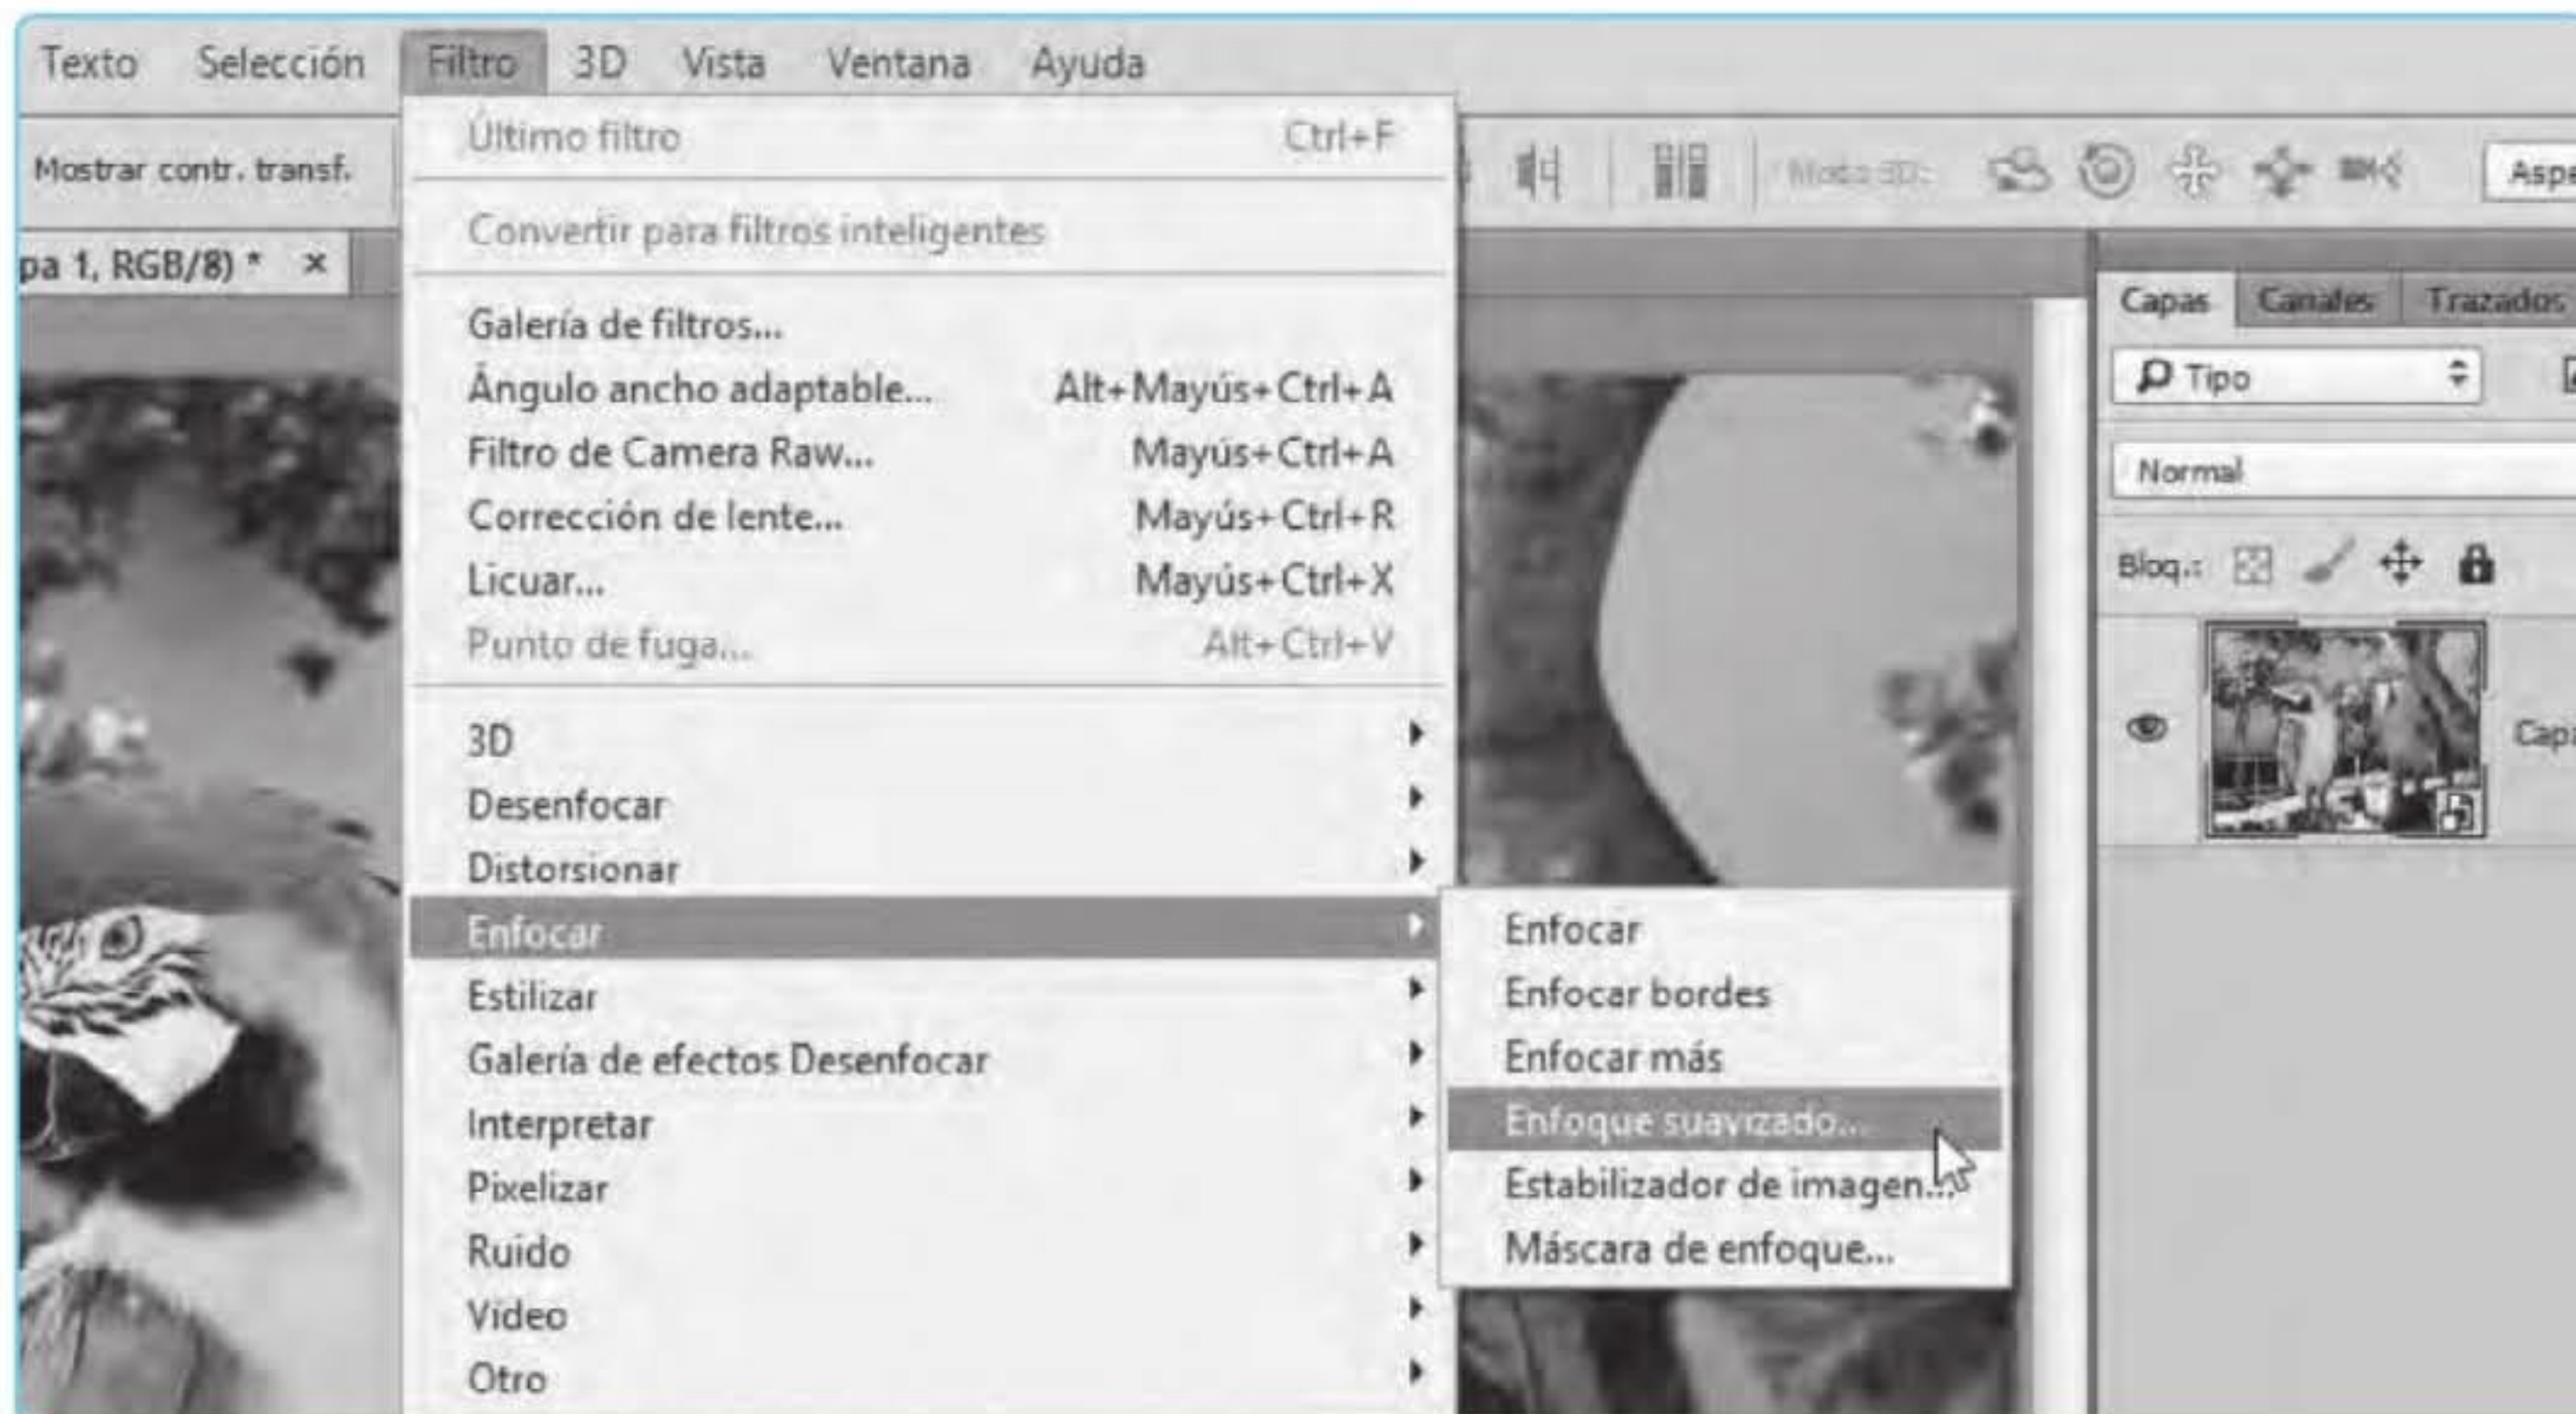 Texto Selección Filtro 3D Vista Ventana Ayuda
Mostrar contr. transf.
Modo 3D:
pa 1, RGB/8) * ×
Último filtro Ctrl+F
Convertir para filtros inteligentes
Galería de filtros...
Ángulo ancho adaptable... Alt+Mayús+Ctrl+A
Filtro de Camera Raw... Mayús+Ctrl+A
Corrección de lente... Mayús+Ctrl+R
Licuar... Mayús+Ctrl+X
Punto de fuga... Alt+Ctrl+V
3D
Desenfocar
Distorsionar
Enfocar
Estilizar
Galería de efectos Desenfocar
Interpretar
Pixelizar
Ruido
Vídeo
Otro
Enfocar
Enfocar bordes
Enfocar más
Enfoque suavizado...
Estabilizador de imagen...
Máscara de enfoque...
Capas Canales Trazados
Tipo
Normal
Bloq.: